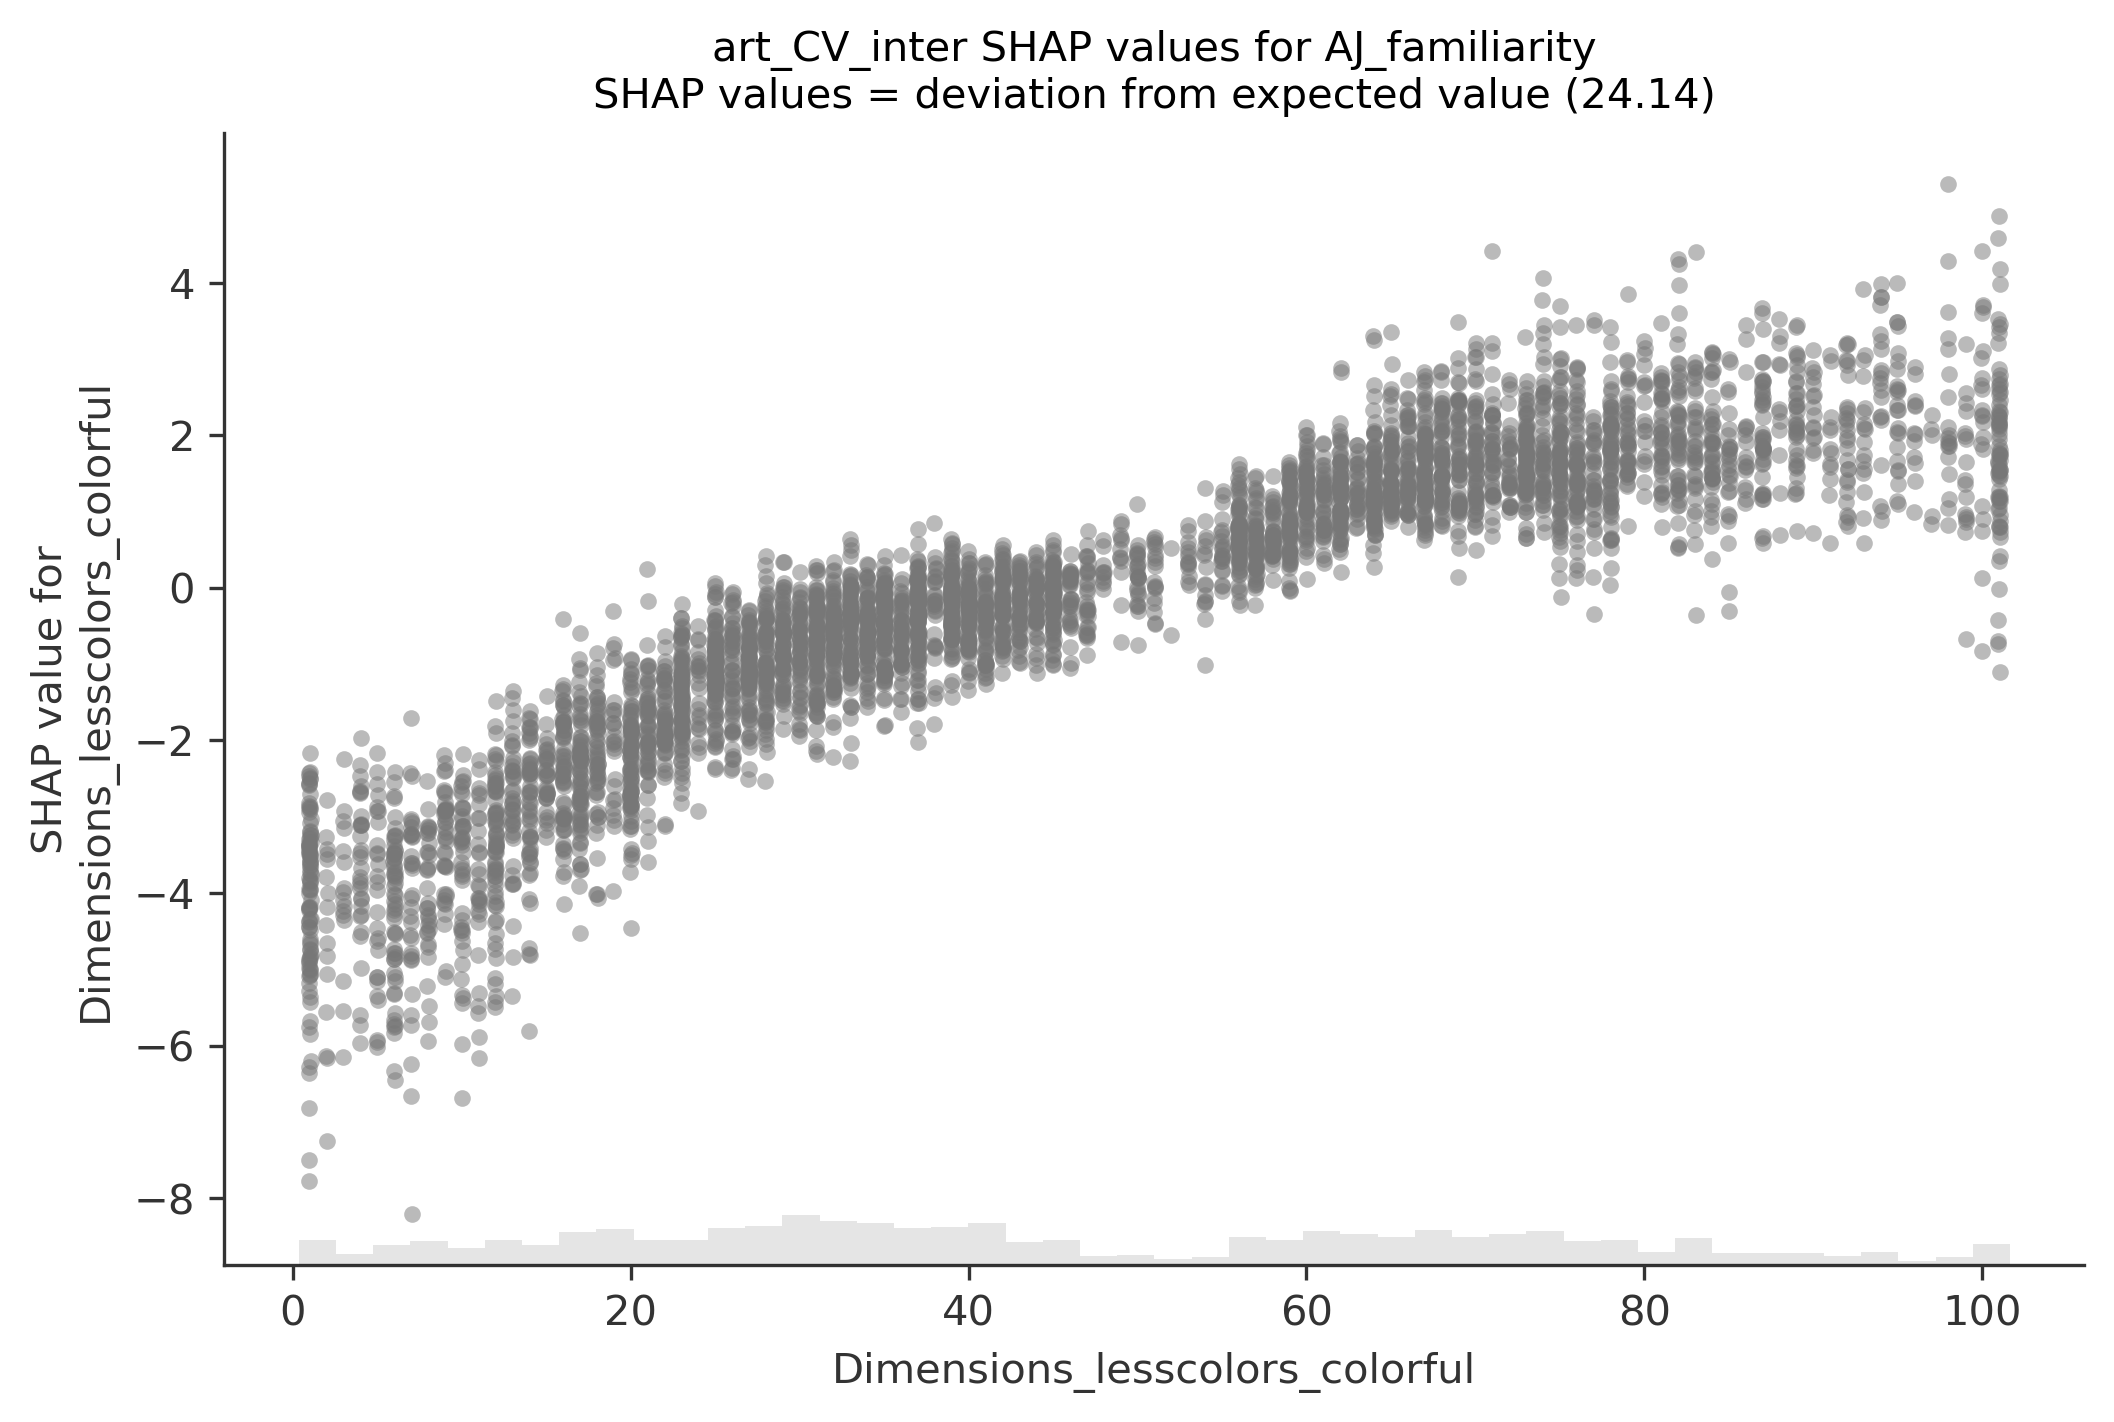 art_CV_inter SHAP values for AJ_familiarity
SHAP values = deviation from expected value (24.14)
SHAP value for
Dimensions_lesscolors_colorful
4
2
0
−2
−4
−6
−8
0 20 40 60 80 100
Dimensions_lesscolors_colorful